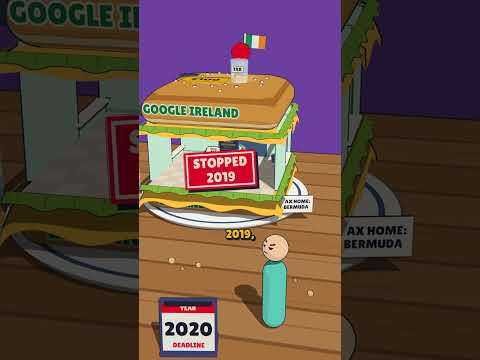 GOOGLE IRELAND
TAX
GOOGLE IRELAND
STOPPED
2019
AX HOME:
BERMUDA
AX HOME:
BERMUDA
2019,
YEAR
2020
DEADLINE